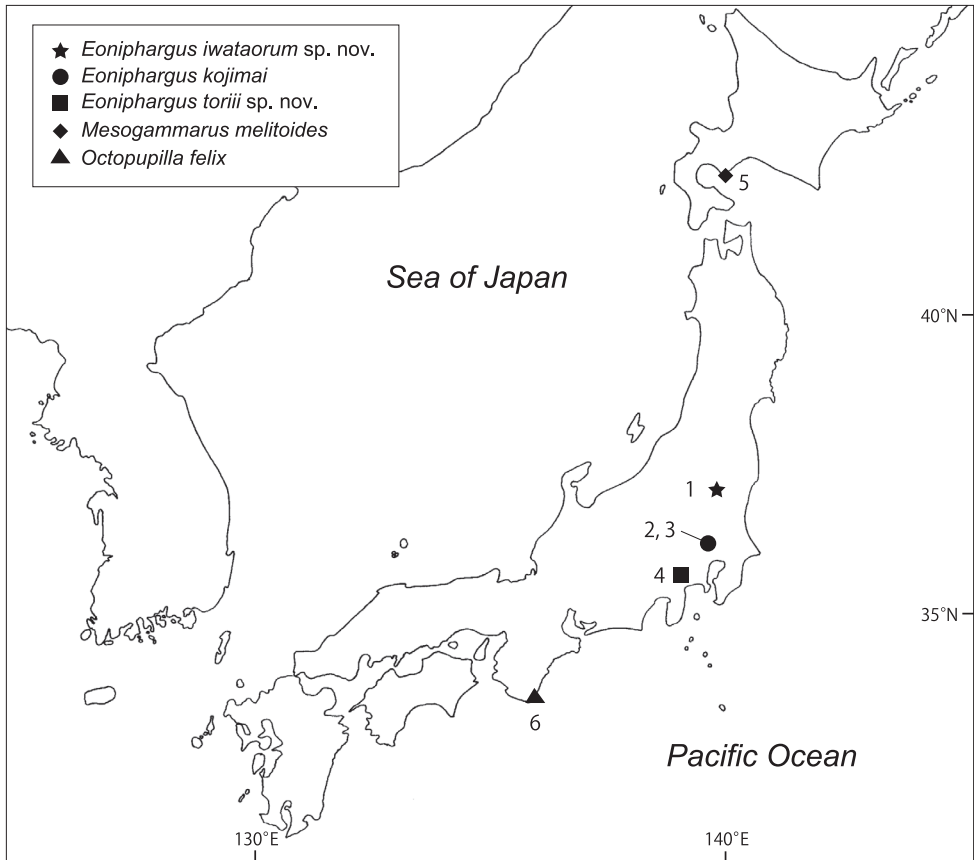 Eoniphargus iwataorum sp. nov.
Eoniphargus kojimai
Eoniphargus toriii sp. nov.
Mesogammarus melitoides
Octopupilla felix
5
Sea of Japan
40°N
1
2, 3
4
35°N
6
Pacific Ocean
130°E
140°E